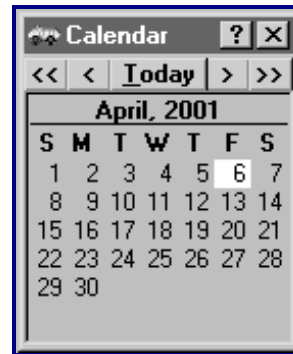 Calendar ? X
<< < Today > >>
April, 2001
S M T W T F S
1 2 3 4 5 6 7
8 9 10 11 12 13 14
15 16 17 18 19 20 21
22 23 24 25 26 27 28
29 30